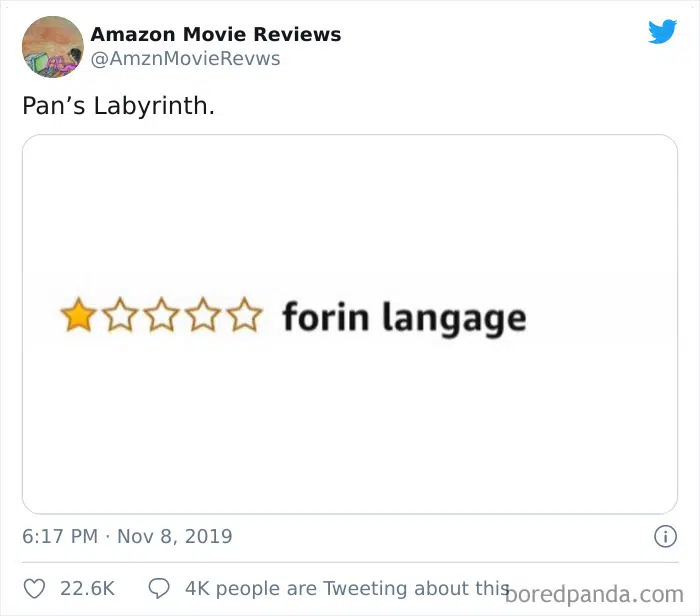 Amazon Movie Reviews
@AmznMovieRevws
Pan’s Labyrinth.
forin langage
6:17 PM · Nov 8, 2019
22.6K 4K people are Tweeting about this
boredpanda.com